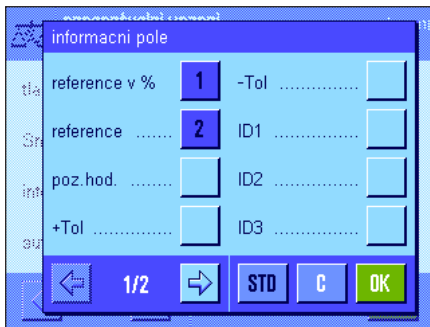 informacni pole
reference v % 1
reference ....... 2
poz.hod. ........
+Tol ...............
-Tol ...............
ID1 ...............
ID2 ...............
ID3 ...............
1/2
STD C OK